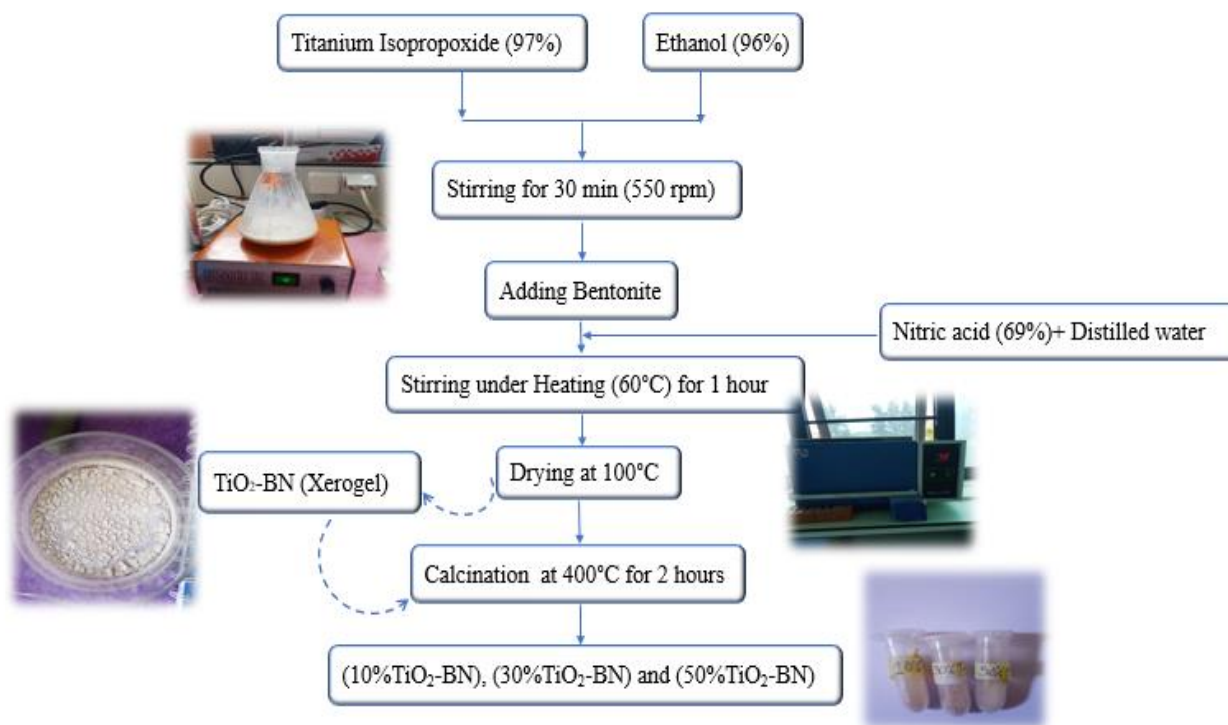 Titanium Isopropoxide (97%)
Ethanol (96%)
Stirring for 30 min (550 rpm)
Adding Bentonite
Nitric acid (69%)+ Distilled water
Stirring under Heating (60°C) for 1 hour
Drying at 100°C
TiO₂-BN (Xerogel)
Calcination at 400°C for 2 hours
(10%TiO₂-BN), (30%TiO₂-BN) and (50%TiO₂-BN)